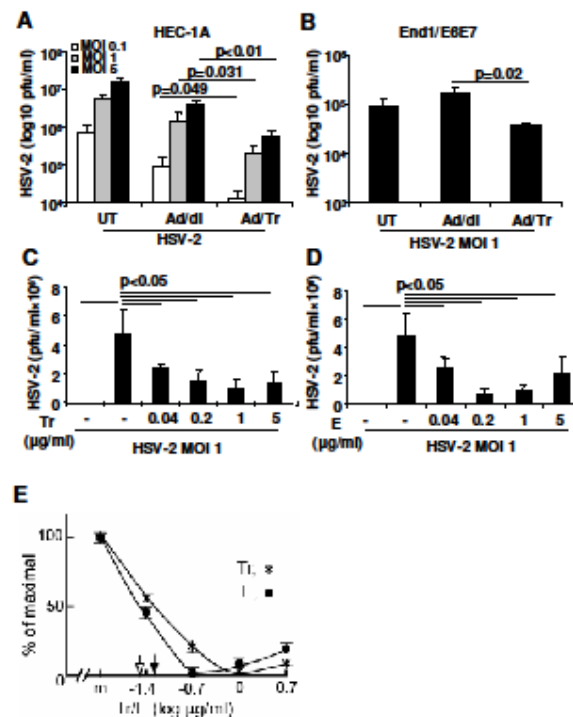 A
HEC-1A
MOI 0.1
MOI 1
MOI 5
p<0.01
p=0.031
p=0.049
HSV-2 (log10 pfu/ml)
10⁸
10⁷
10⁶
10⁵
10⁴
UT Ad/dl Ad/Tr
HSV-2
B
End1/E6E7
p=0.02
HSV-2 (log10 pfu/ml)
10⁶
10⁵
10⁴
10³
UT Ad/dl Ad/Tr
HSV-2 MOI 1
C
p<0.05
HSV-2 (pfu/ml×10⁶)
8
6
4
2
0
Tr - - 0.04 0.2 1 5
(µg/ml)
HSV-2 MOI 1
D
p<0.05
HSV-2 (pfu/ml×10⁶)
8
6
4
2
0
E - - 0.04 0.2 1 5
(µg/ml)
HSV-2 MOI 1
E
% of maximal
100
50
0
Tr,
m -1.4 -0.7 0 0.7
(log µg/ml)